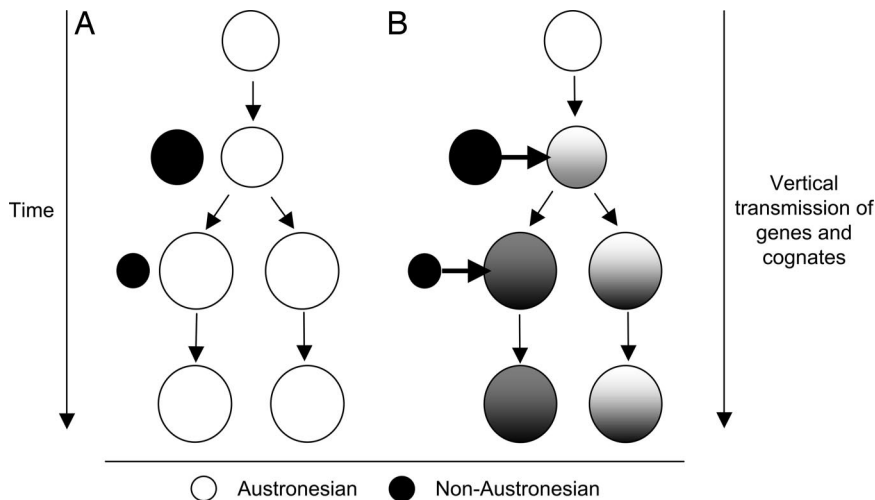 A
B
Time
Vertical
transmission of
genes and
cognates
Austronesian
Non-Austronesian